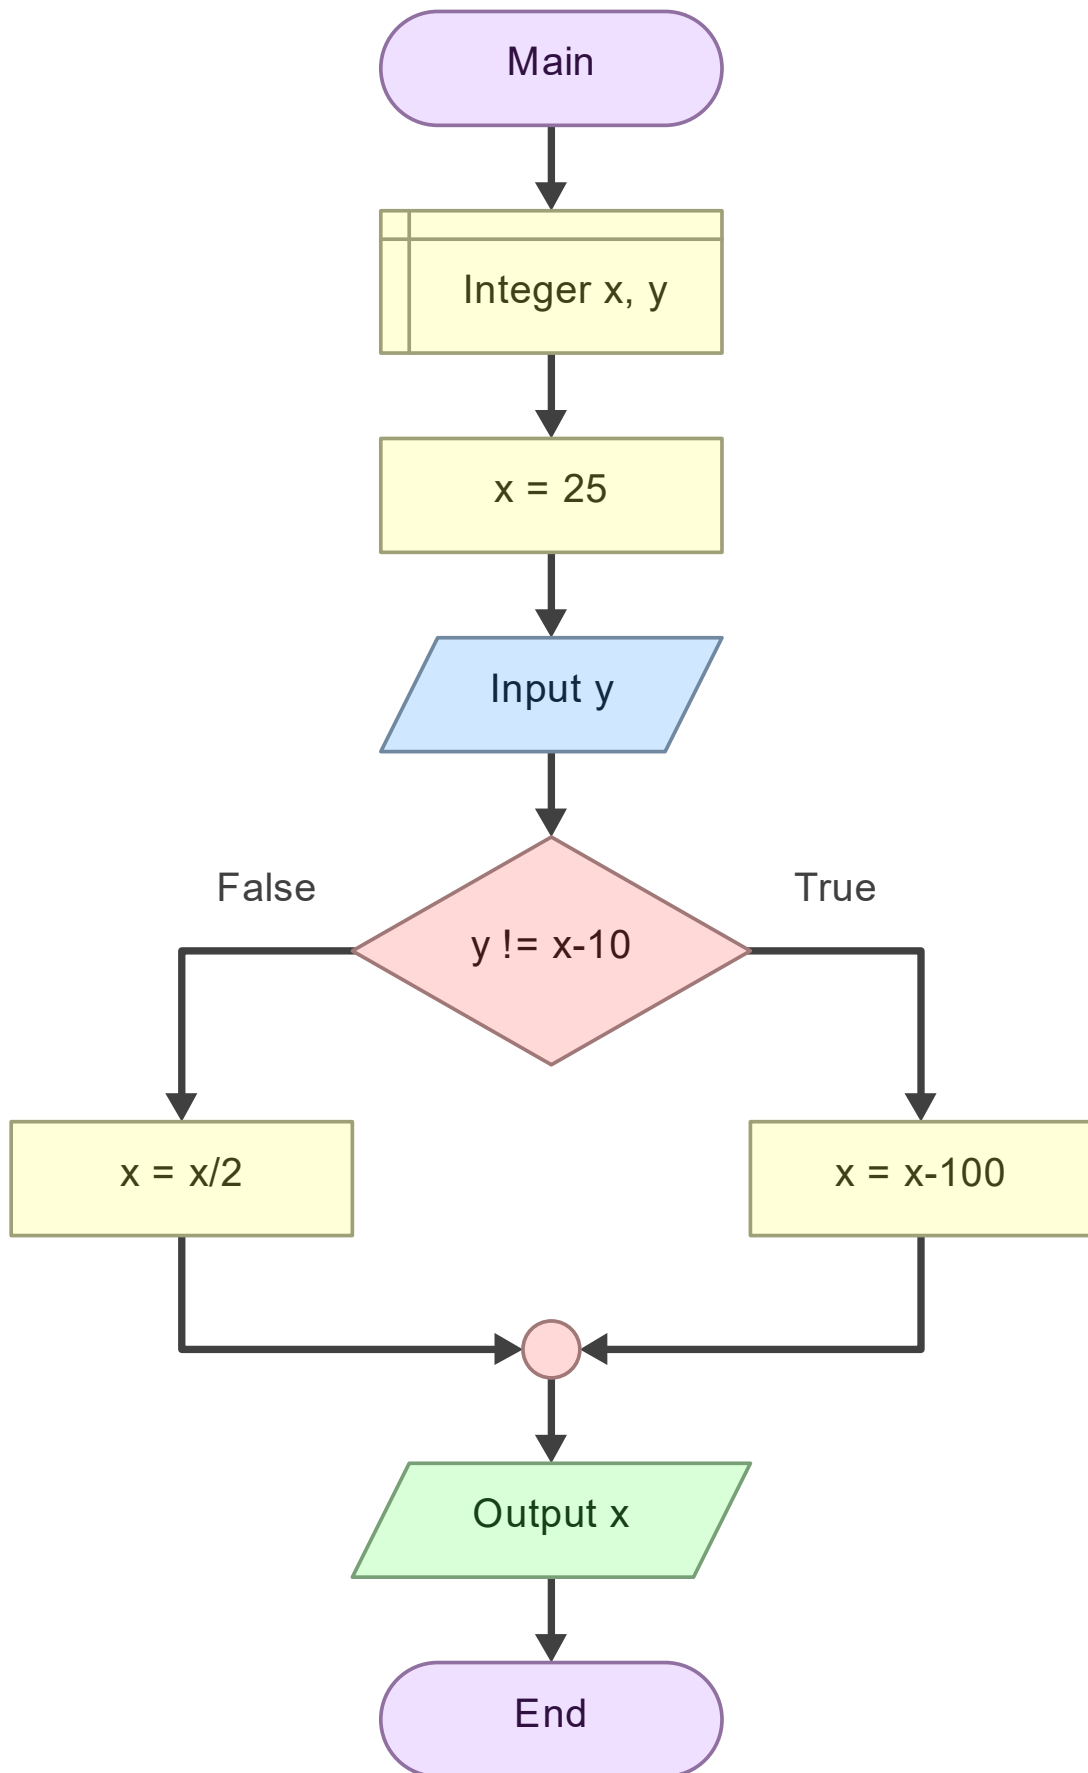 Main
Integer x, y
x = 25
Input y
False
True
y != x-10
x = x/2
x = x-100
Output x
End